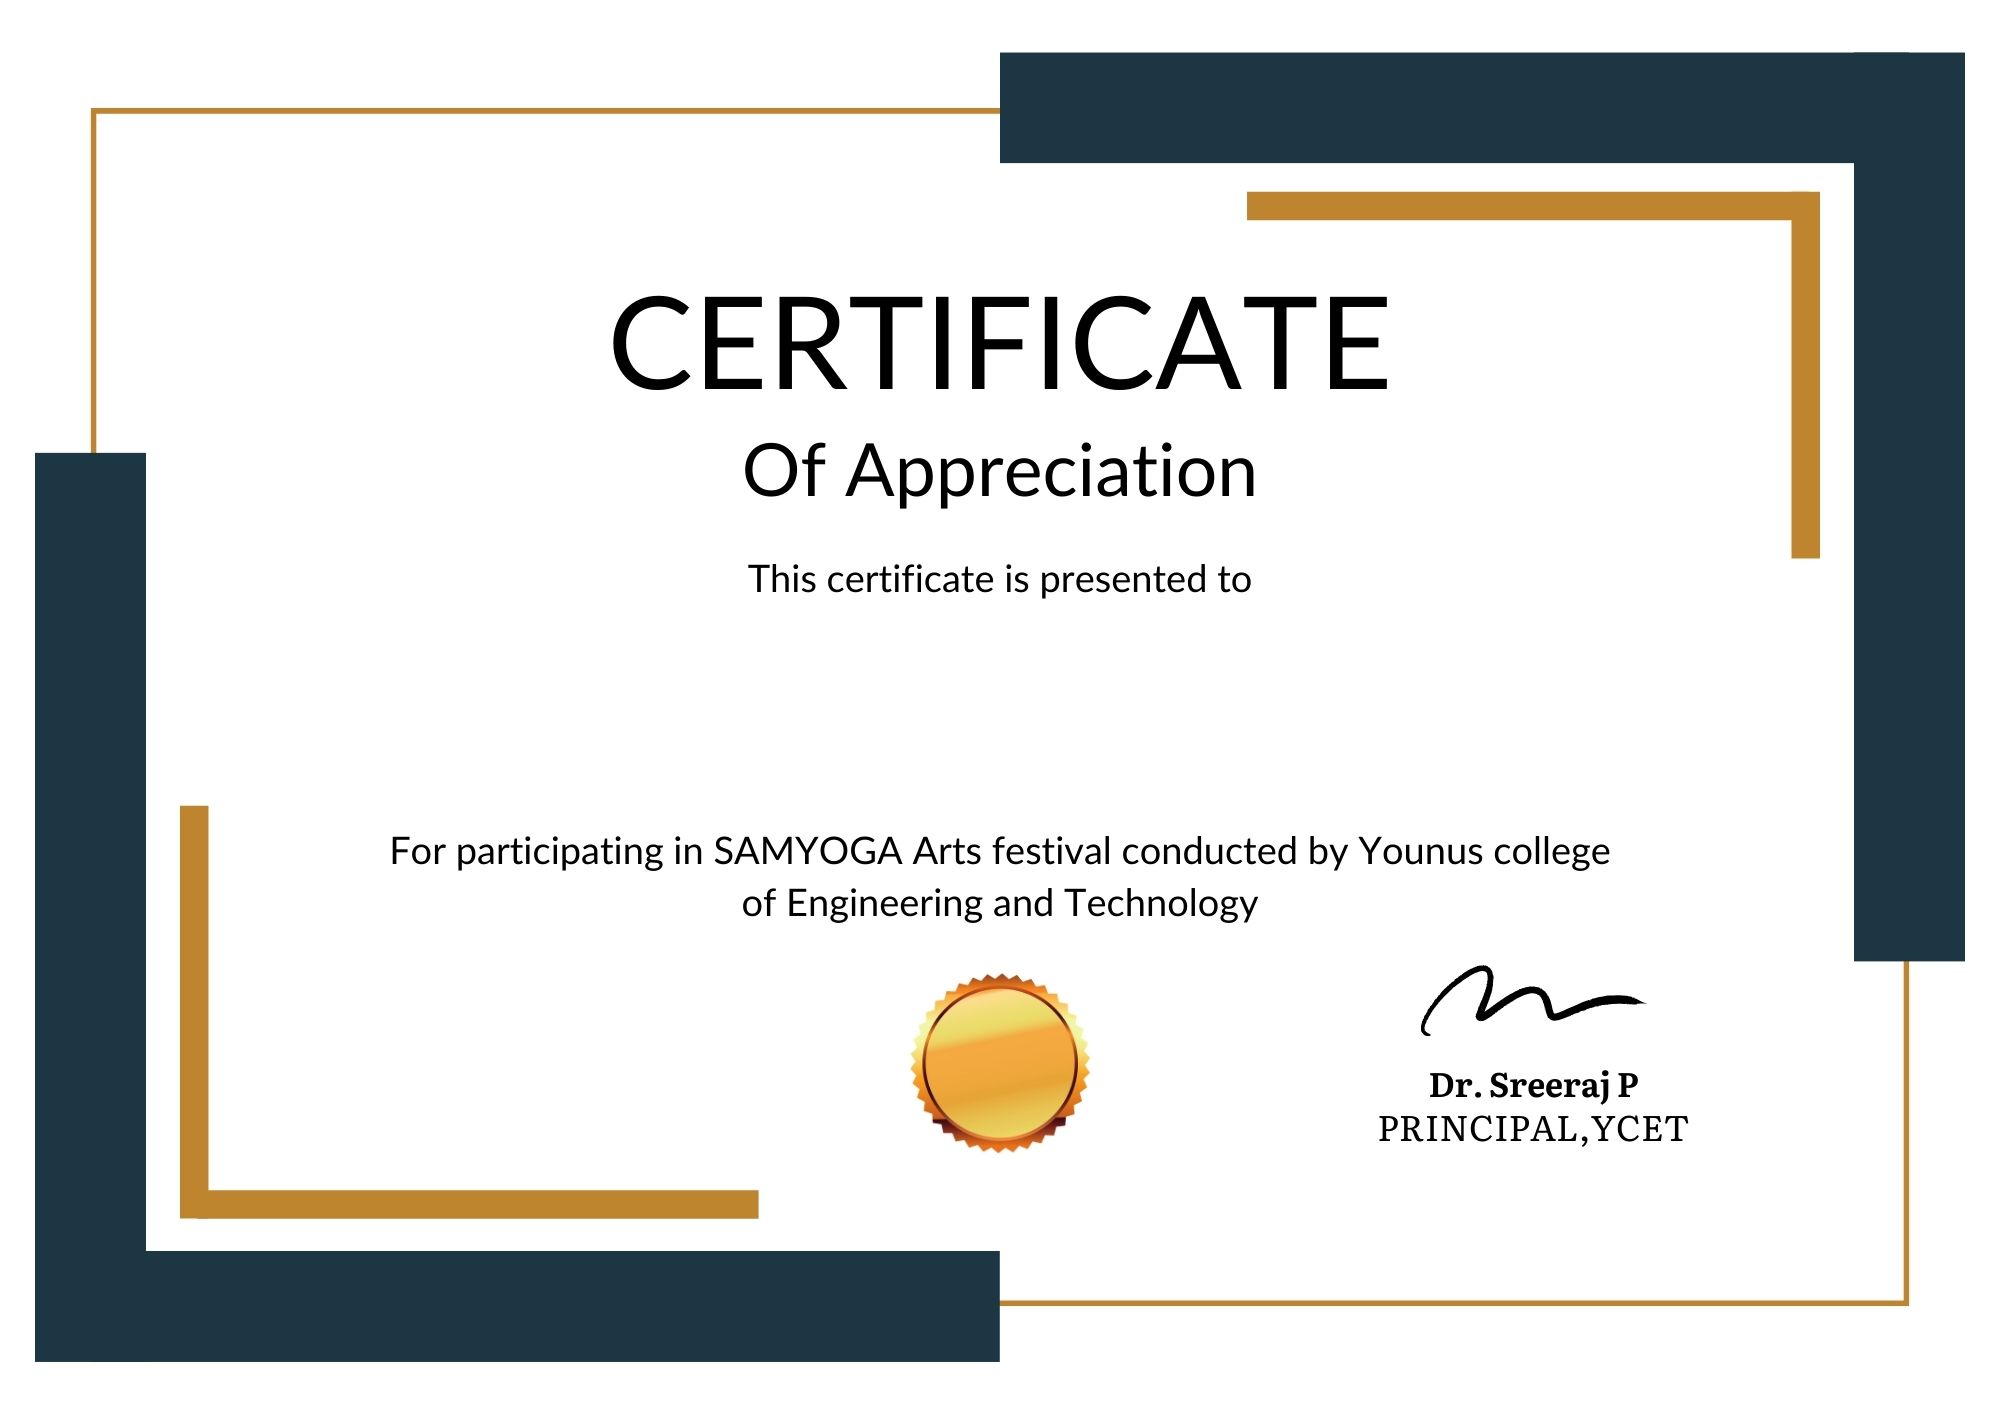 CERTIFICATE
Of Appreciation
This certificate is presented to
For participating in SAMYOGA Arts festival conducted by Younus college
of Engineering and Technology
Dr. Sreeraj P
PRINCIPAL,YCET